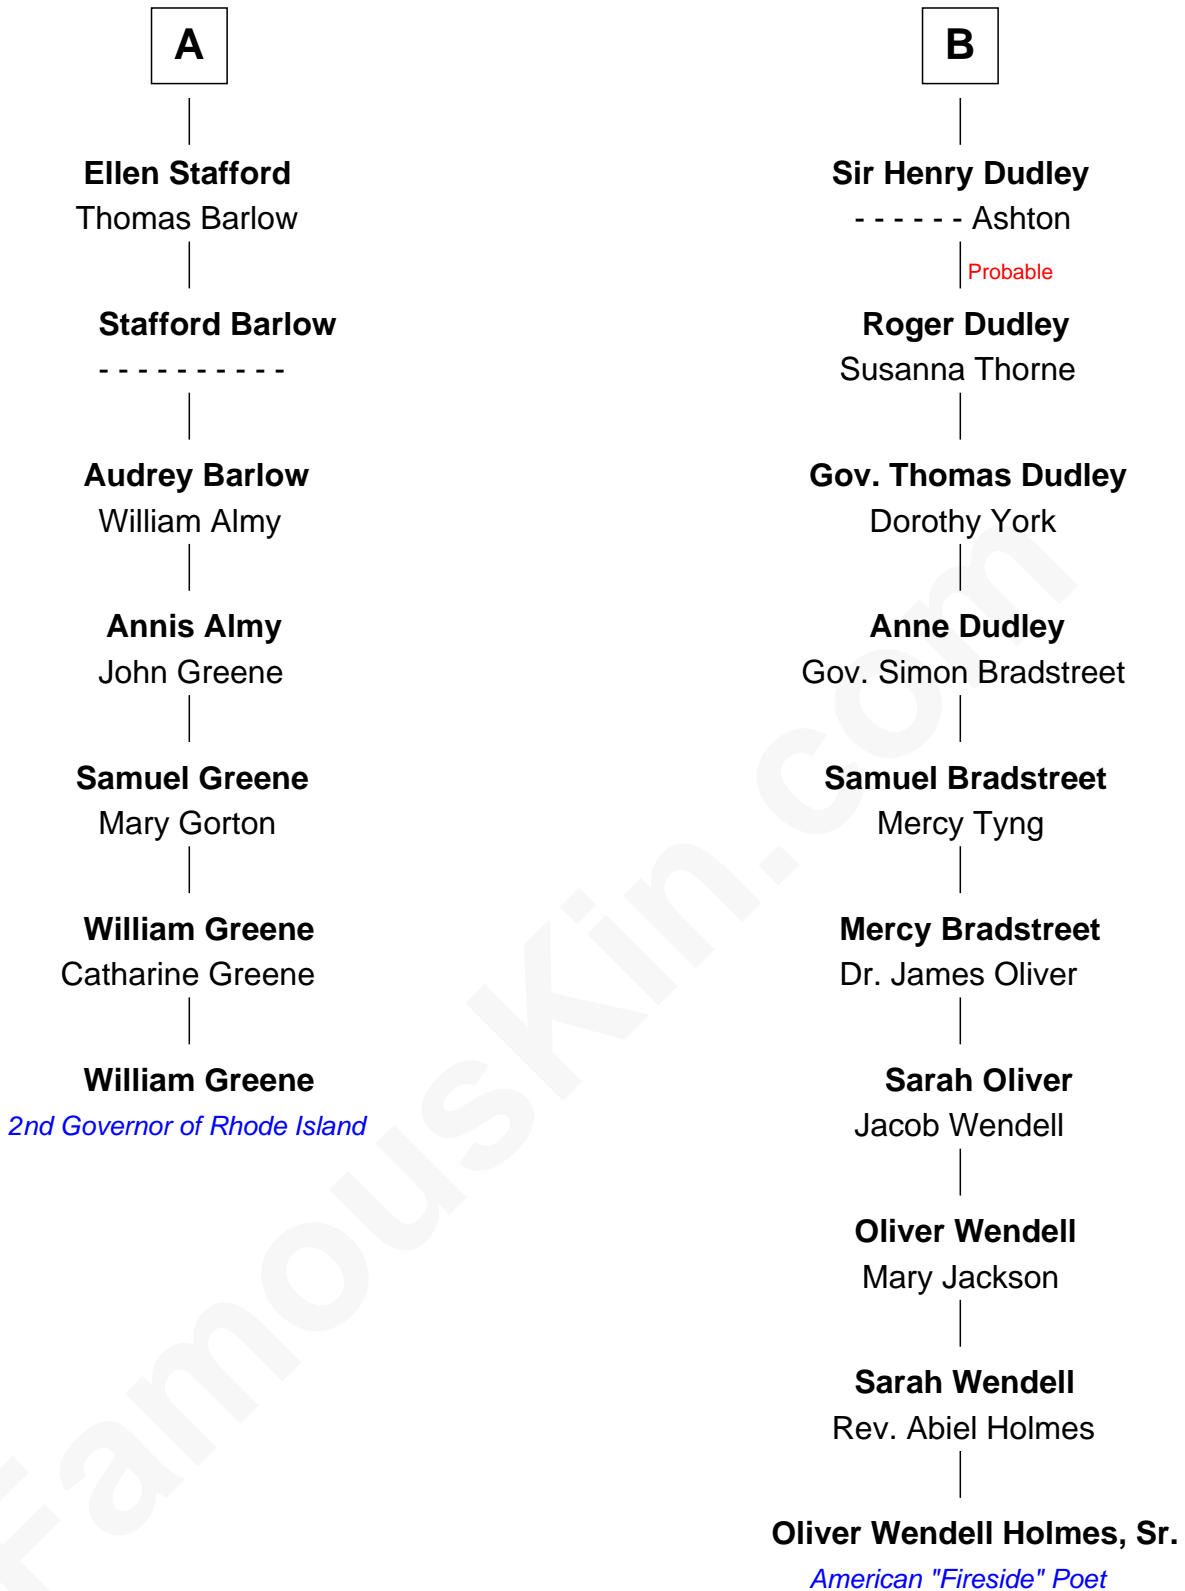 A
Ellen Stafford
Thomas Barlow
Stafford Barlow
- - - - - - - - - -
Audrey Barlow
William Almy
Annis Almy
John Greene
Samuel Greene
Mary Gorton
William Greene
Catharine Greene
William Greene
2nd Governor of Rhode Island
B
Sir Henry Dudley
- - - - - - Ashton
Probable
Roger Dudley
Susanna Thorne
Gov. Thomas Dudley
Dorothy York
Anne Dudley
Gov. Simon Bradstreet
Samuel Bradstreet
Mercy Tyng
Mercy Bradstreet
Dr. James Oliver
Sarah Oliver
Jacob Wendell
Oliver Wendell
Mary Jackson
Sarah Wendell
Rev. Abiel Holmes
Oliver Wendell Holmes, Sr.
American "Fireside" Poet
FamousKin.com